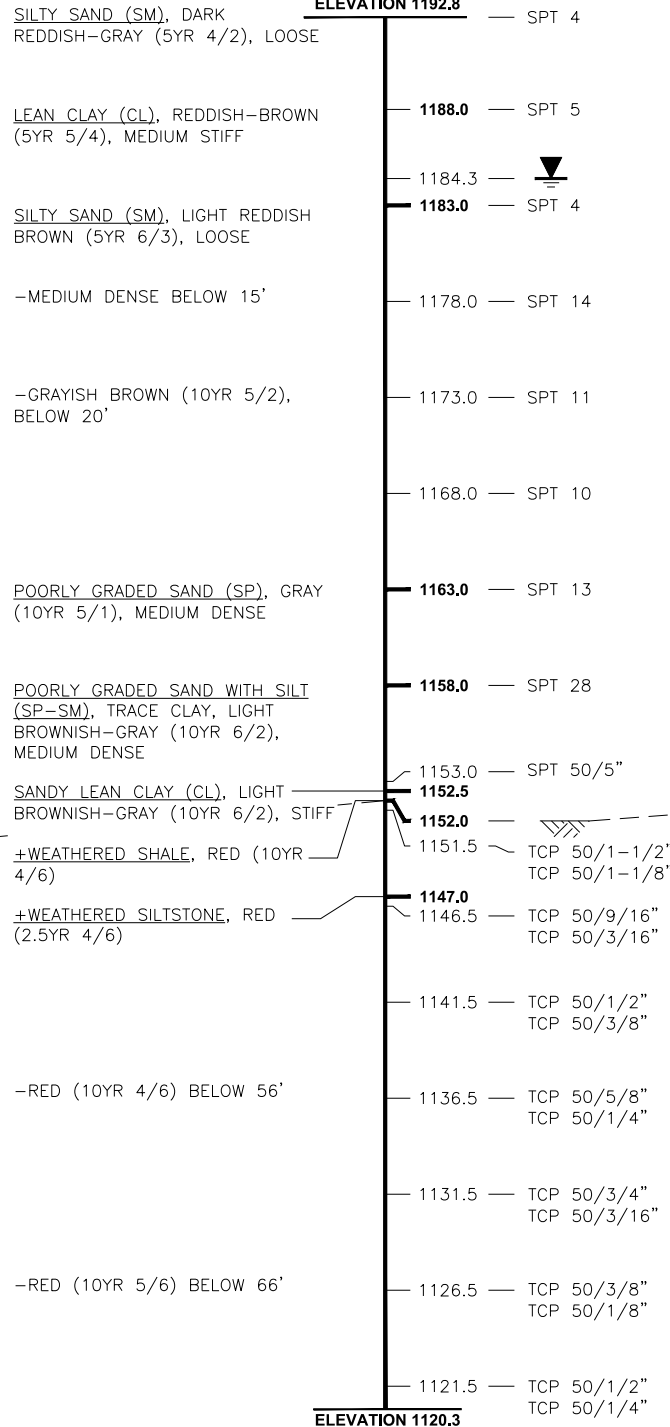 ELEVATION 1192.8
SILTY SAND (SM), DARK
REDDISH-GRAY (5YR 4/2), LOOSE
SPT 4
LEAN CLAY (CL), REDDISH-BROWN
(5YR 5/4), MEDIUM STIFF
1188.0 SPT 5
1184.3
SILTY SAND (SM), LIGHT REDDISH
BROWN (5YR 6/3), LOOSE
1183.0 SPT 4
-MEDIUM DENSE BELOW 15'
1178.0 SPT 14
-GRAYISH BROWN (10YR 5/2),
BELOW 20'
1173.0 SPT 11
1168.0 SPT 10
POORLY GRADED SAND (SP), GRAY
(10YR 5/1), MEDIUM DENSE
1163.0 SPT 13
POORLY GRADED SAND WITH SILT
(SP-SM), TRACE CLAY, LIGHT
BROWNISH-GRAY (10YR 6/2),
MEDIUM DENSE
1158.0 SPT 28
1153.0 SPT 50/5"
SANDY LEAN CLAY (CL), LIGHT
BROWNISH-GRAY (10YR 6/2), STIFF
1152.5
1152.0
+WEATHERED SHALE, RED (10YR
4/6)
1151.5 TCP 50/1-1/2"
TCP 50/1-1/8"
1147.0
+WEATHERED SILTSTONE, RED
(2.5YR 4/6)
1146.5 TCP 50/9/16"
TCP 50/3/16"
1141.5 TCP 50/1/2"
TCP 50/3/8"
-RED (10YR 4/6) BELOW 56'
1136.5 TCP 50/5/8"
TCP 50/1/4"
1131.5 TCP 50/3/4"
TCP 50/3/16"
-RED (10YR 5/6) BELOW 66'
1126.5 TCP 50/3/8"
TCP 50/1/8"
1121.5 TCP 50/1/2"
TCP 50/1/4"
ELEVATION 1120.3